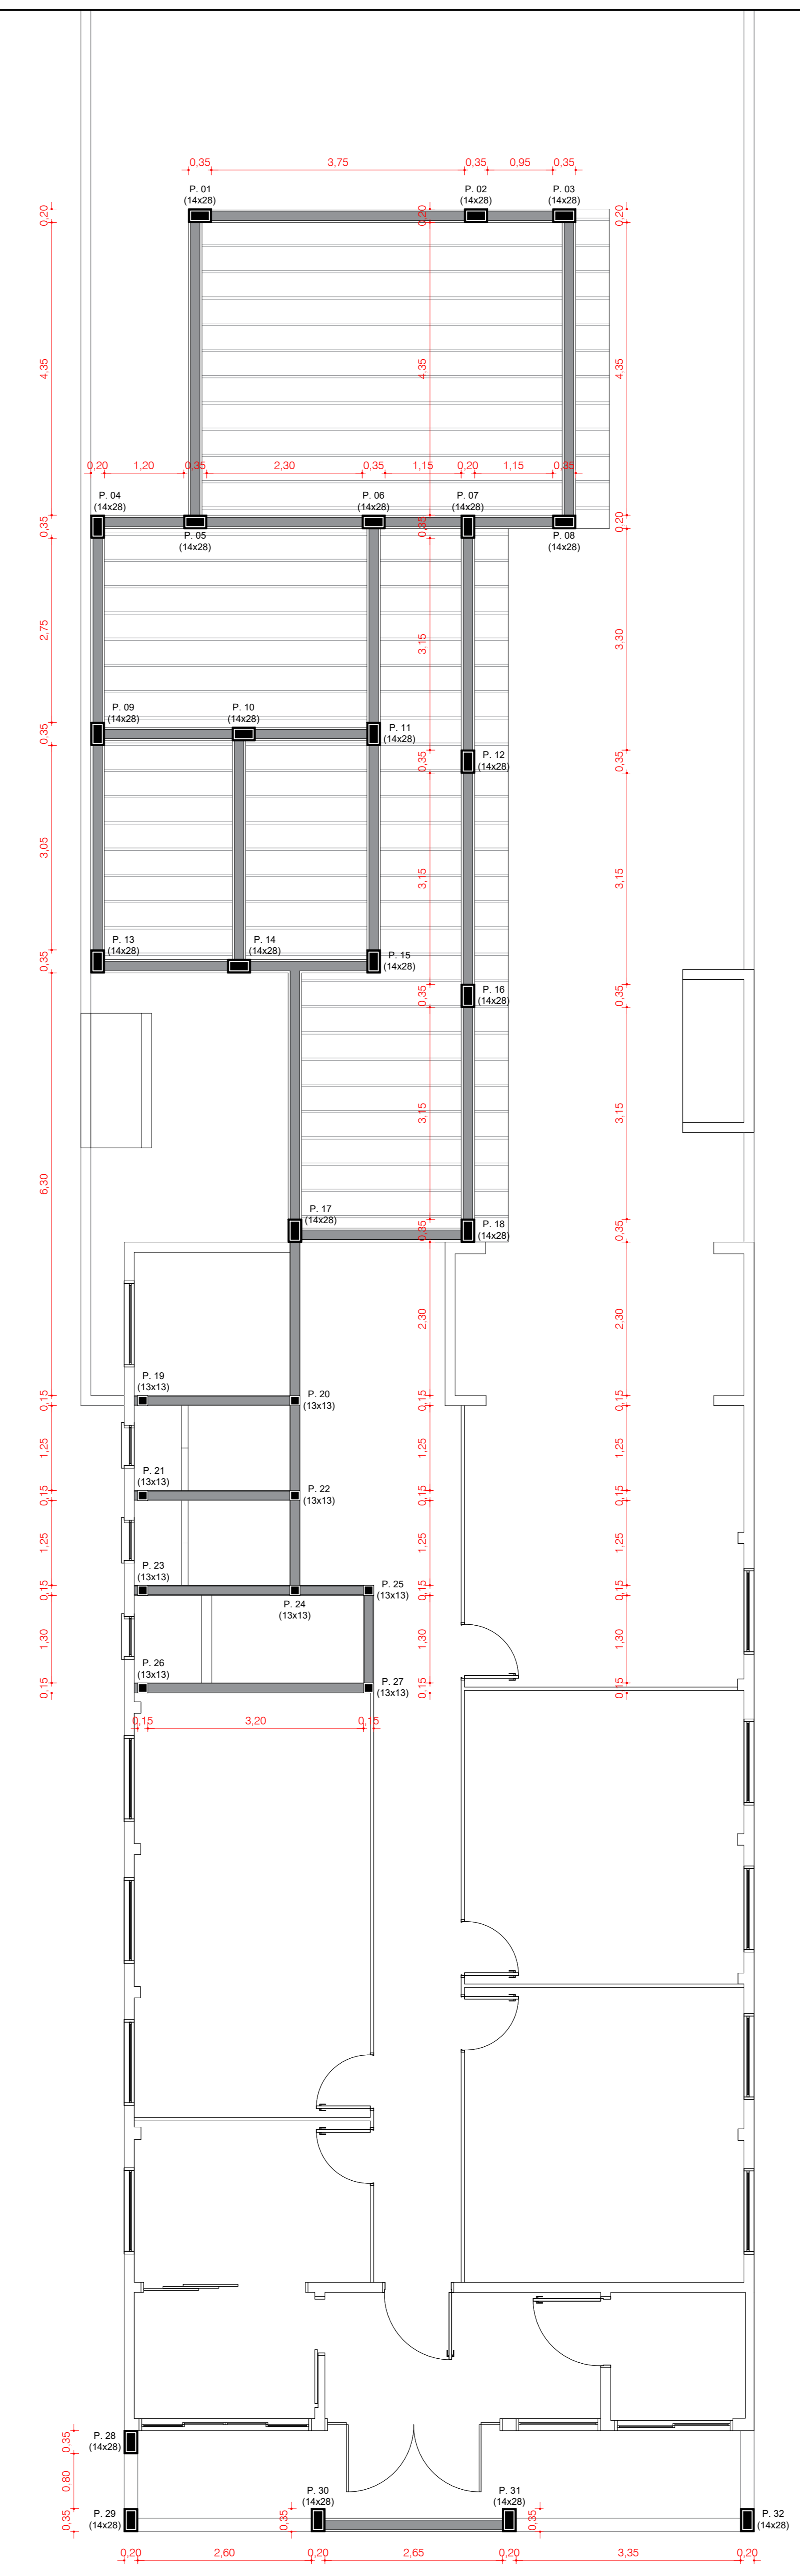 0,35 3,75 0,35 0,95 0,35
P. 01 P. 02 P. 03
(14x28) (14x28) (14x28)
0,20 0,20 0,20
4,35 4,35 4,35
0,20 1,20 0,35 2,30 0,35 1,15 0,20 1,15 0,35
P. 04 P. 06 P. 07 P. 08
(14x28) (14x28) (14x28) (14x28)
P. 05
(14x28)
0,35 0,35 0,20
2,75 3,15 3,30
P. 09 P. 10 P. 11
(14x28) (14x28) (14x28)
0,35
P. 12
(14x28)
0,35 0,35
3,05 3,15 3,15
P. 13 P. 14 P. 15
(14x28) (14x28) (14x28)
0,35
P. 16
(14x28)
0,35 0,35
6,30 3,15 3,15
P. 17 P. 18
(14x28) (14x28)
0,35 0,35
2,30 2,30
P. 19 P. 20
(13x13) (13x13)
0,15 0,15 0,15
1,25 1,25 1,25
P. 21 P. 22
(13x13) (13x13)
0,15 0,15 0,15
1,25 1,25 1,25
P. 23 P. 24 P. 25
(13x13) (13x13) (13x13)
0,15 0,15 0,15
1,30 1,30 1,30
P. 26 P. 27
(13x13) (13x13)
0,15 0,15 0,15
0,15 3,20 0,15
P. 28
(14x28)
0,35
0,80
P. 29 P. 30 P. 31 P. 32
(14x28) (14x28) (14x28) (14x28)
0,35 0,35 0,35
0,20 2,60 0,20 2,65 0,20 3,35 0,20